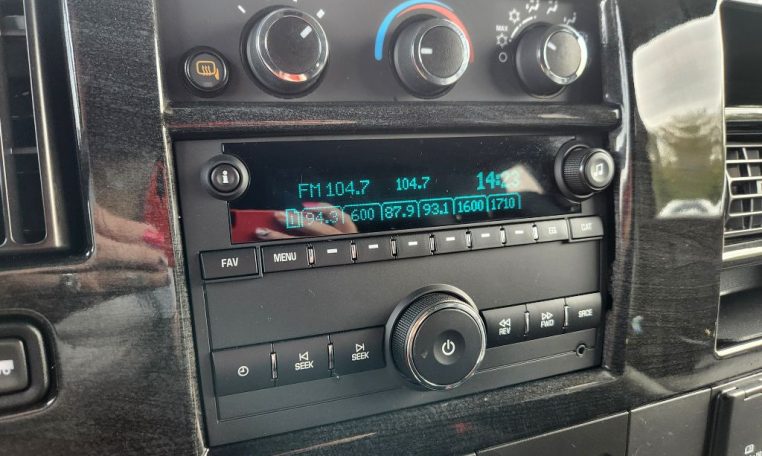 MAX
FM 104.7 104.7 14:23
1 94.3 600 87.9 93.1 1600 1710
FAV MENU EQ CAT
SEEK SEEK REV FWD SRCE